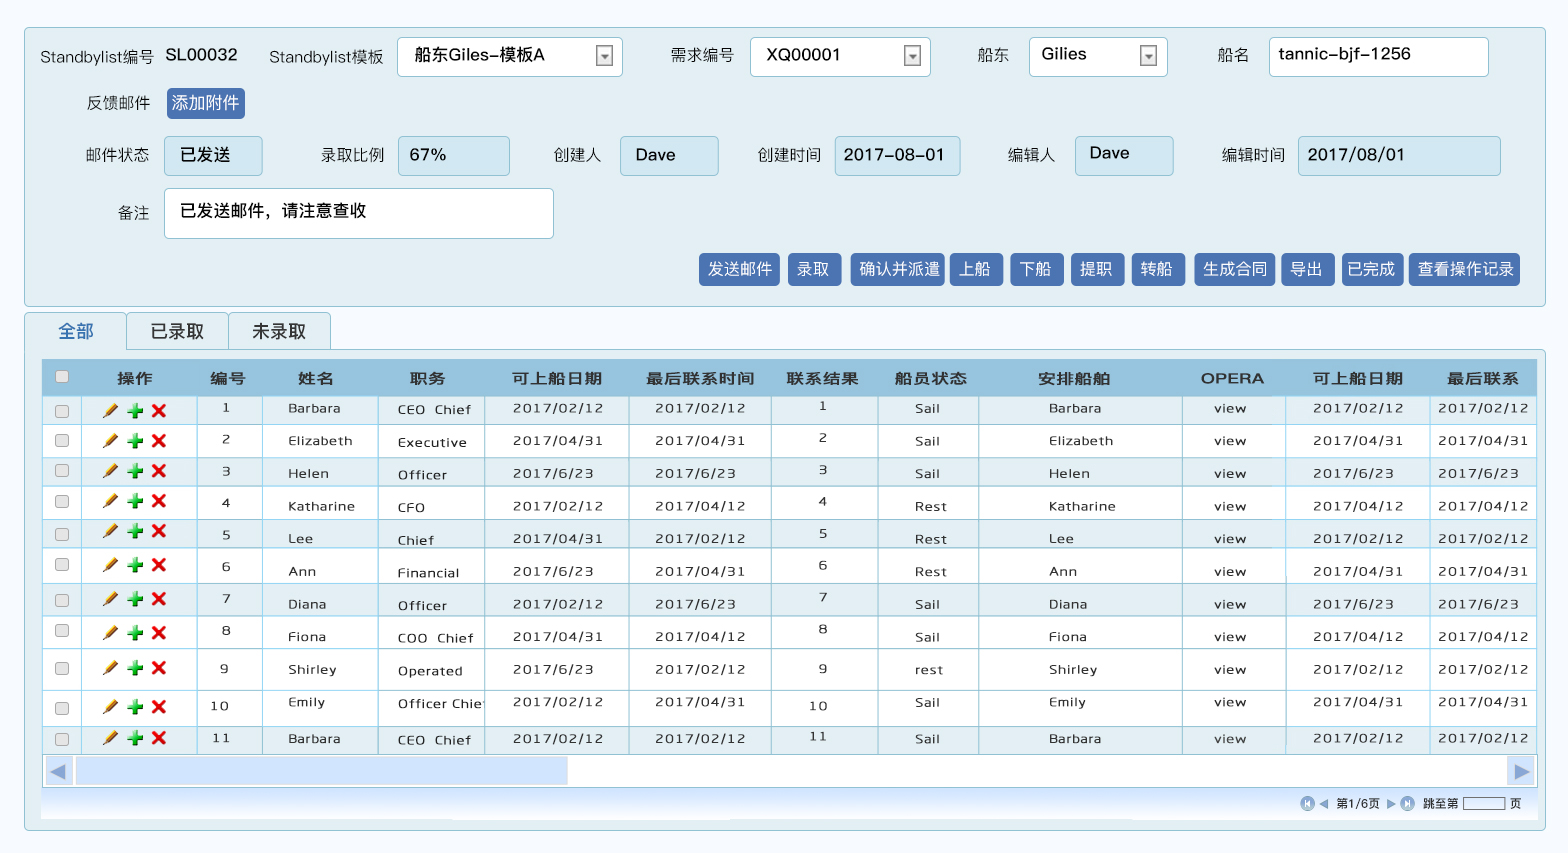 Standbylist编号 SL00032 Standbylist模板 船东Giles-模板A 需求编号 XQ00001 船东 Gilies 船名 tannic-bjf-1256
反馈邮件 添加附件
邮件状态 已发送 录取比例 67% 创建人 Dave 创建时间 2017-08-01 编辑人 Dave 编辑时间 2017/08/01
备注 已发送邮件，请注意查收
发送邮件 录取 确认并派遣 上船 下船 提职 转船 生成合同 导出 已完成 查看操作记录
全部 已录取 未录取
操作 编号 姓名 职务 可上船日期 最后联系时间 联系结果 船员状态 安排船舶 OPERA 可上船日期 最后联系
1 Barbara CEO Chief 2017/02/12 2017/02/12 1 Sail Barbara view 2017/02/12 2017/02/12
2 Elizabeth Executive 2017/04/31 2017/04/31 2 Sail Elizabeth view 2017/04/31 2017/04/31
3 Helen Officer 2017/6/23 2017/6/23 3 Sail Helen view 2017/6/23 2017/6/23
4 Katharine CFO 2017/02/12 2017/04/12 4 Rest Katharine view 2017/04/12 2017/04/12
5 Lee Chief 2017/04/31 2017/02/12 5 Rest Lee view 2017/02/12 2017/02/12
6 Ann Financial 2017/6/23 2017/04/31 6 Rest Ann view 2017/04/31 2017/04/31
7 Diana Officer 2017/02/12 2017/6/23 7 Sail Diana view 2017/6/23 2017/6/23
8 Fiona COO Chief 2017/04/31 2017/04/12 8 Sail Fiona view 2017/04/12 2017/04/12
9 Shirley Operated 2017/6/23 2017/02/12 9 rest Shirley view 2017/02/12 2017/02/12
10 Emily Officer Chie 2017/02/12 2017/04/31 10 Sail Emily view 2017/04/31 2017/04/31
11 Barbara CEO Chief 2017/02/12 2017/02/12 11 Sail Barbara view 2017/02/12 2017/02/12
第1/6页 跳至第 页